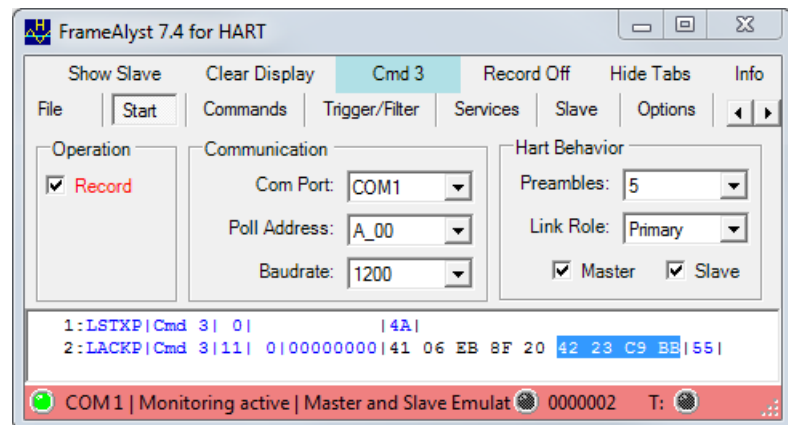 FrameAlyst 7.4 for HART
Show Slave Clear Display Cmd 3 Record Off Hide Tabs Info
File Start Commands Trigger/Filter Services Slave Options
Operation Communication Hart Behavior
Record Com Port: COM1 Preambles: 5
Poll Address: A_00 Link Role: Primary
Baudrate: 1200 Master Slave
1:LSTXP|Cmd 3| 0| |4A|
2:LACKP|Cmd 3|11| 0|00000000|41 06 EB 8F 20 42 23 C9 BB|55|
COM1 | Monitoring active | Master and Slave Emulat 0000002 T: